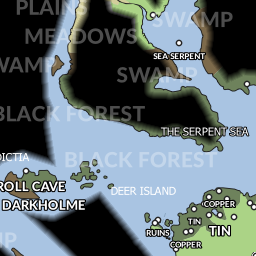 PLAINS
SWAMP
MEADOWS
SEA SERPENT
SWAMP
SWAMP
BLACK FOREST
THE SERPENT SEA
DICTIA
BLACK FOREST
ROLL CAVE
DEER ISLAND
DARKHOLME
COPPER
TIN
TIN
RUINS
COPPER